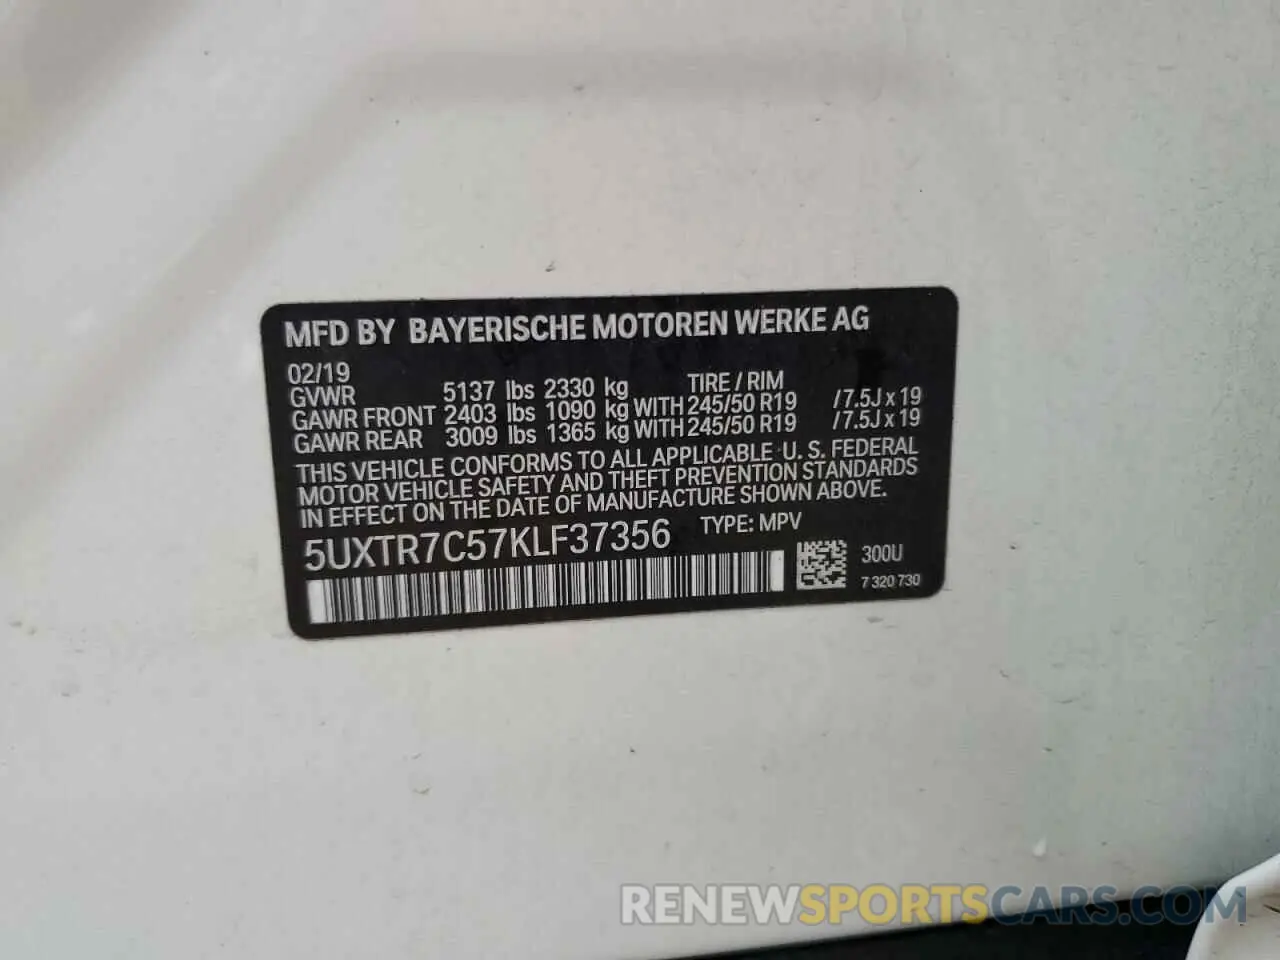 MFD BY BAYERISCHE MOTOREN WERKE AG
02/19
GVWR 5137 lbs 2330 kg TIRE / RIM
GAWR FRONT 2403 lbs 1090 kg WITH 245/50 R19 / 7.5J x 19
GAWR REAR 3009 lbs 1365 kg WITH 245/50 R19 / 7.5J x 19
THIS VEHICLE CONFORMS TO ALL APPLICABLE U. S. FEDERAL
MOTOR VEHICLE SAFETY AND THEFT PREVENTION STANDARDS
IN EFFECT ON THE DATE OF MANUFACTURE SHOWN ABOVE.
5UXTR7C57KLF37356 TYPE: MPV
300U
7 320 730
RENEWSPORTSCARS.COM